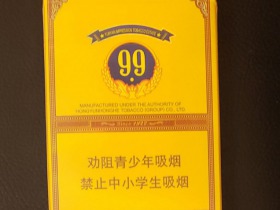 99
MANUFACTURED UNDER THE AUTHORITY OF
HONGYUNHONGHE TOBACCO (GROUP) CO., LTD
劝阻青少年吸烟
禁止中小学生吸烟